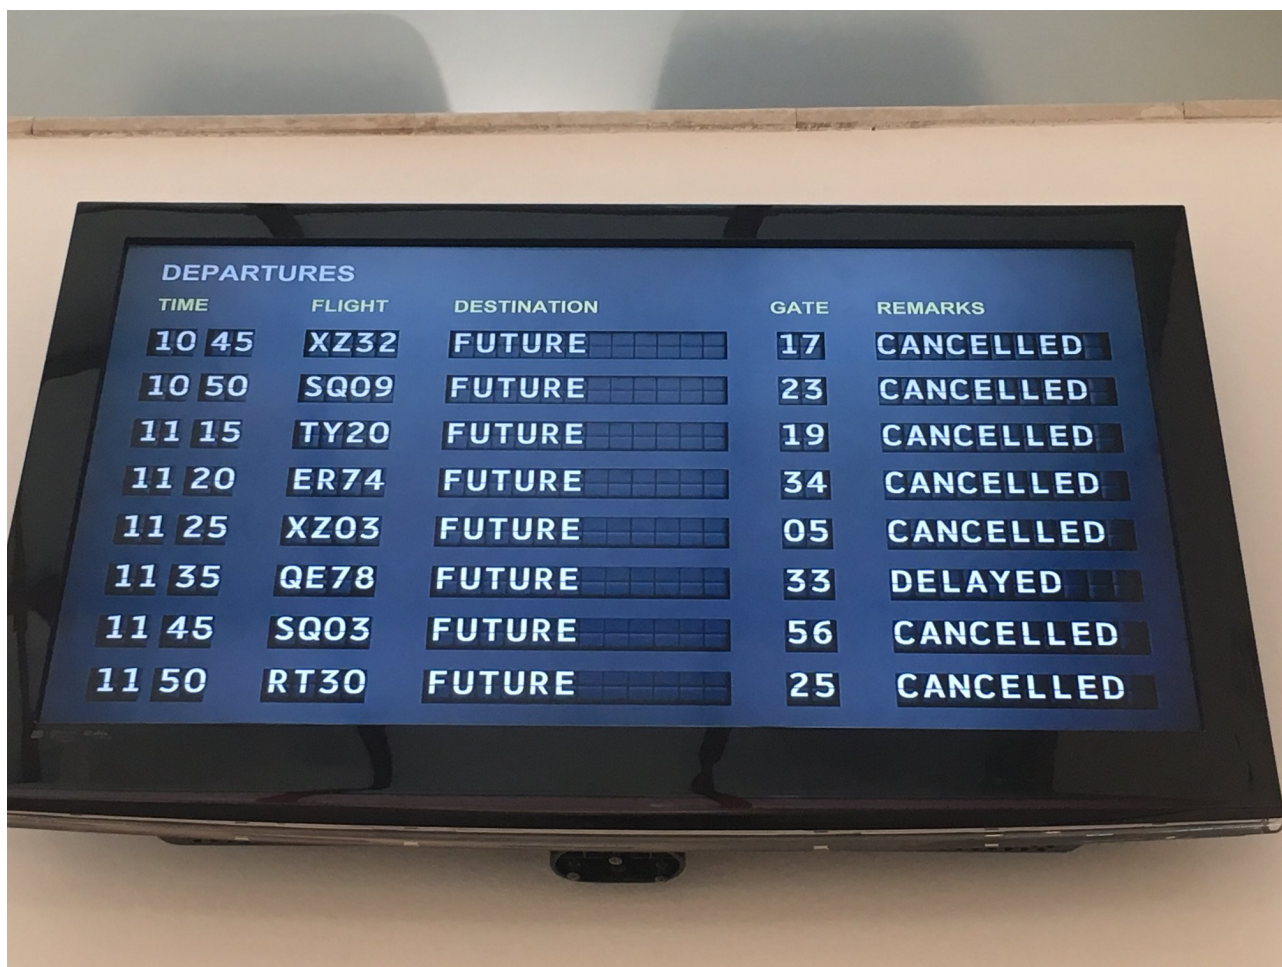 DEPARTURES
TIME FLIGHT DESTINATION GATE REMARKS
10 45 XZ32 FUTURE 17 CANCELLED
10 50 SQ09 FUTURE 23 CANCELLED
11 15 TY20 FUTURE 19 CANCELLED
11 20 ER74 FUTURE 34 CANCELLED
11 25 XZ03 FUTURE 05 CANCELLED
11 35 QE78 FUTURE 33 DELAYED
11 45 SQ03 FUTURE 56 CANCELLED
11 50 RT30 FUTURE 25 CANCELLED